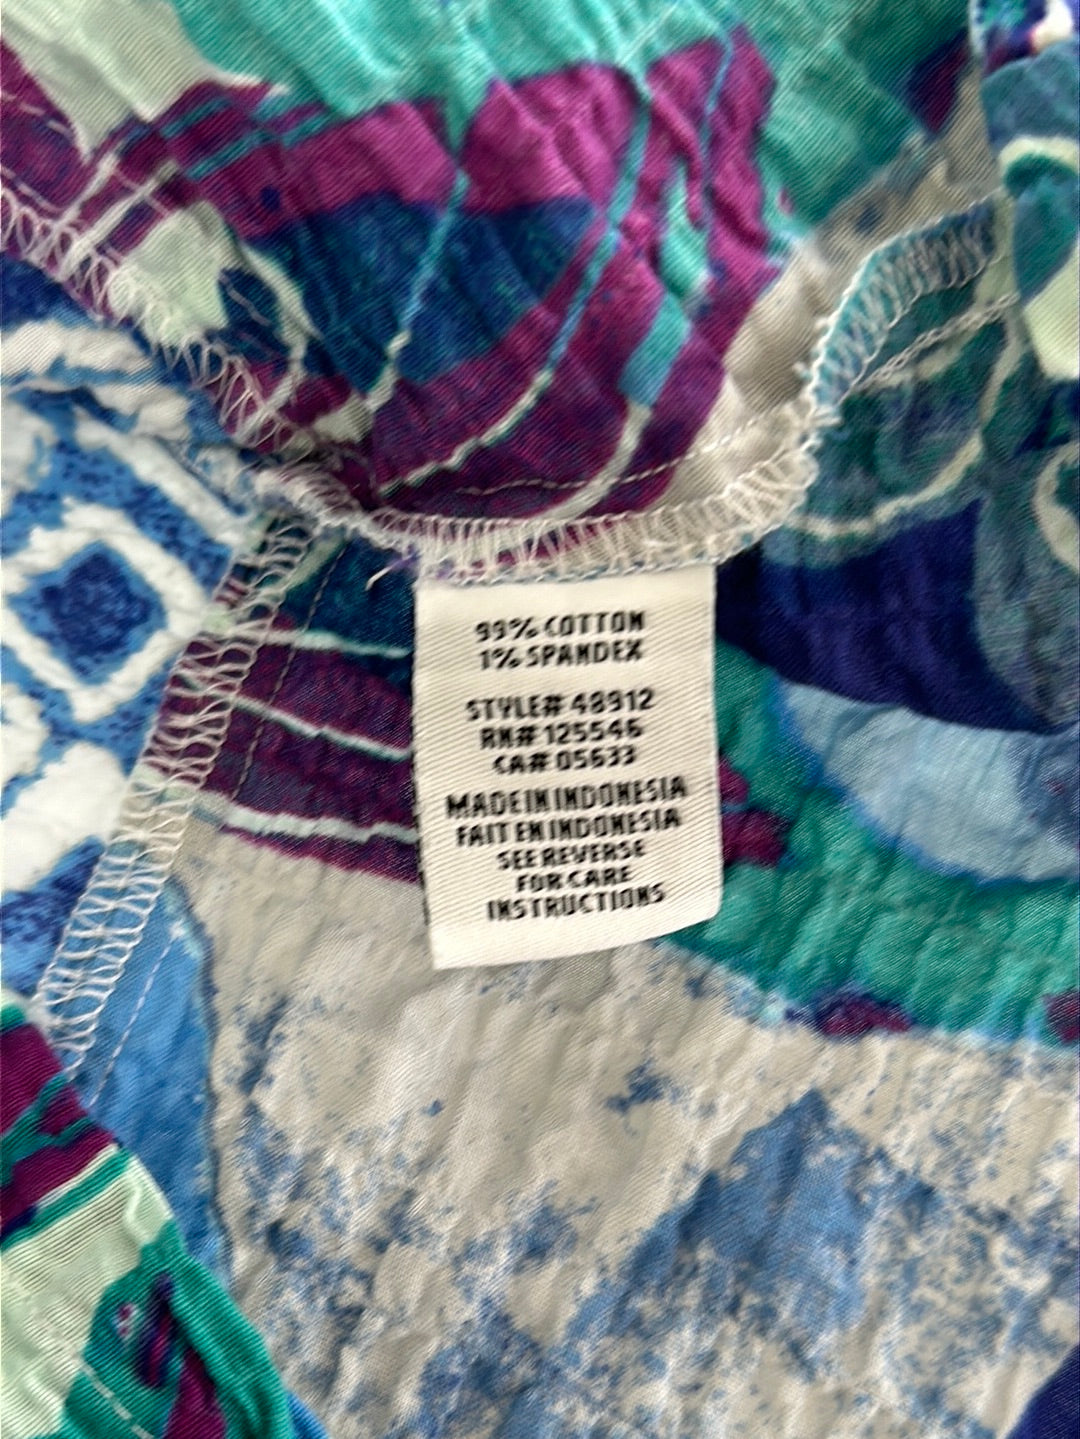 99% COTTON
1% SPANDEX
STYLE# 48912
RN# 125546
CA# 05633
MADE IN INDONESIA
FAIT EN INDONESIA
SEE REVERSE
FOR CARE
INSTRUCTIONS